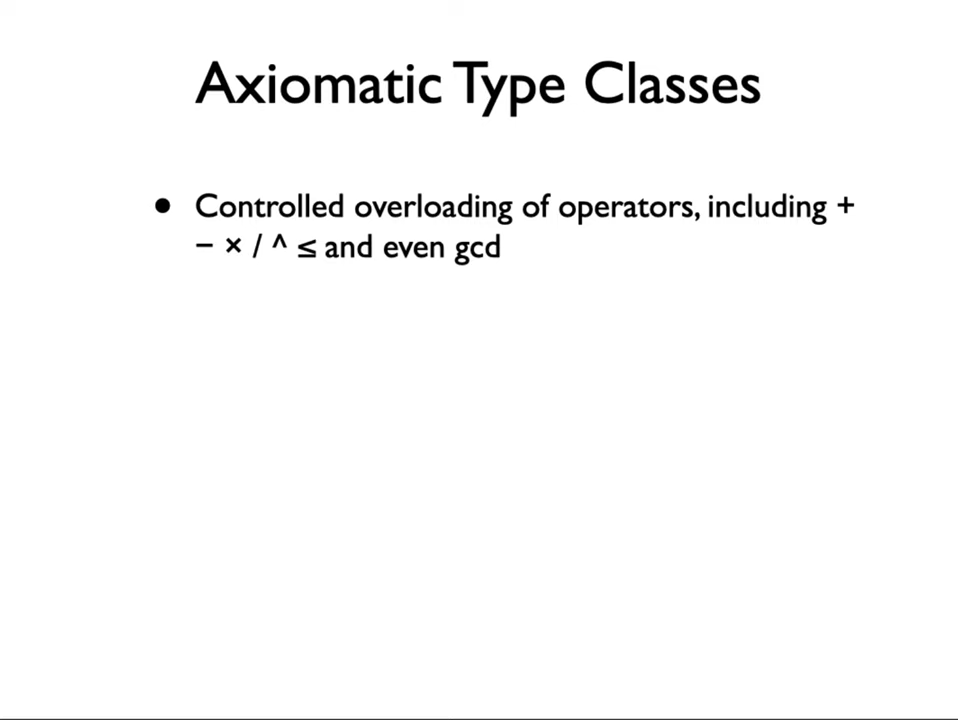 Axiomatic Type Classes
• Controlled overloading of operators, including +
− × / ^ ≤ and even gcd